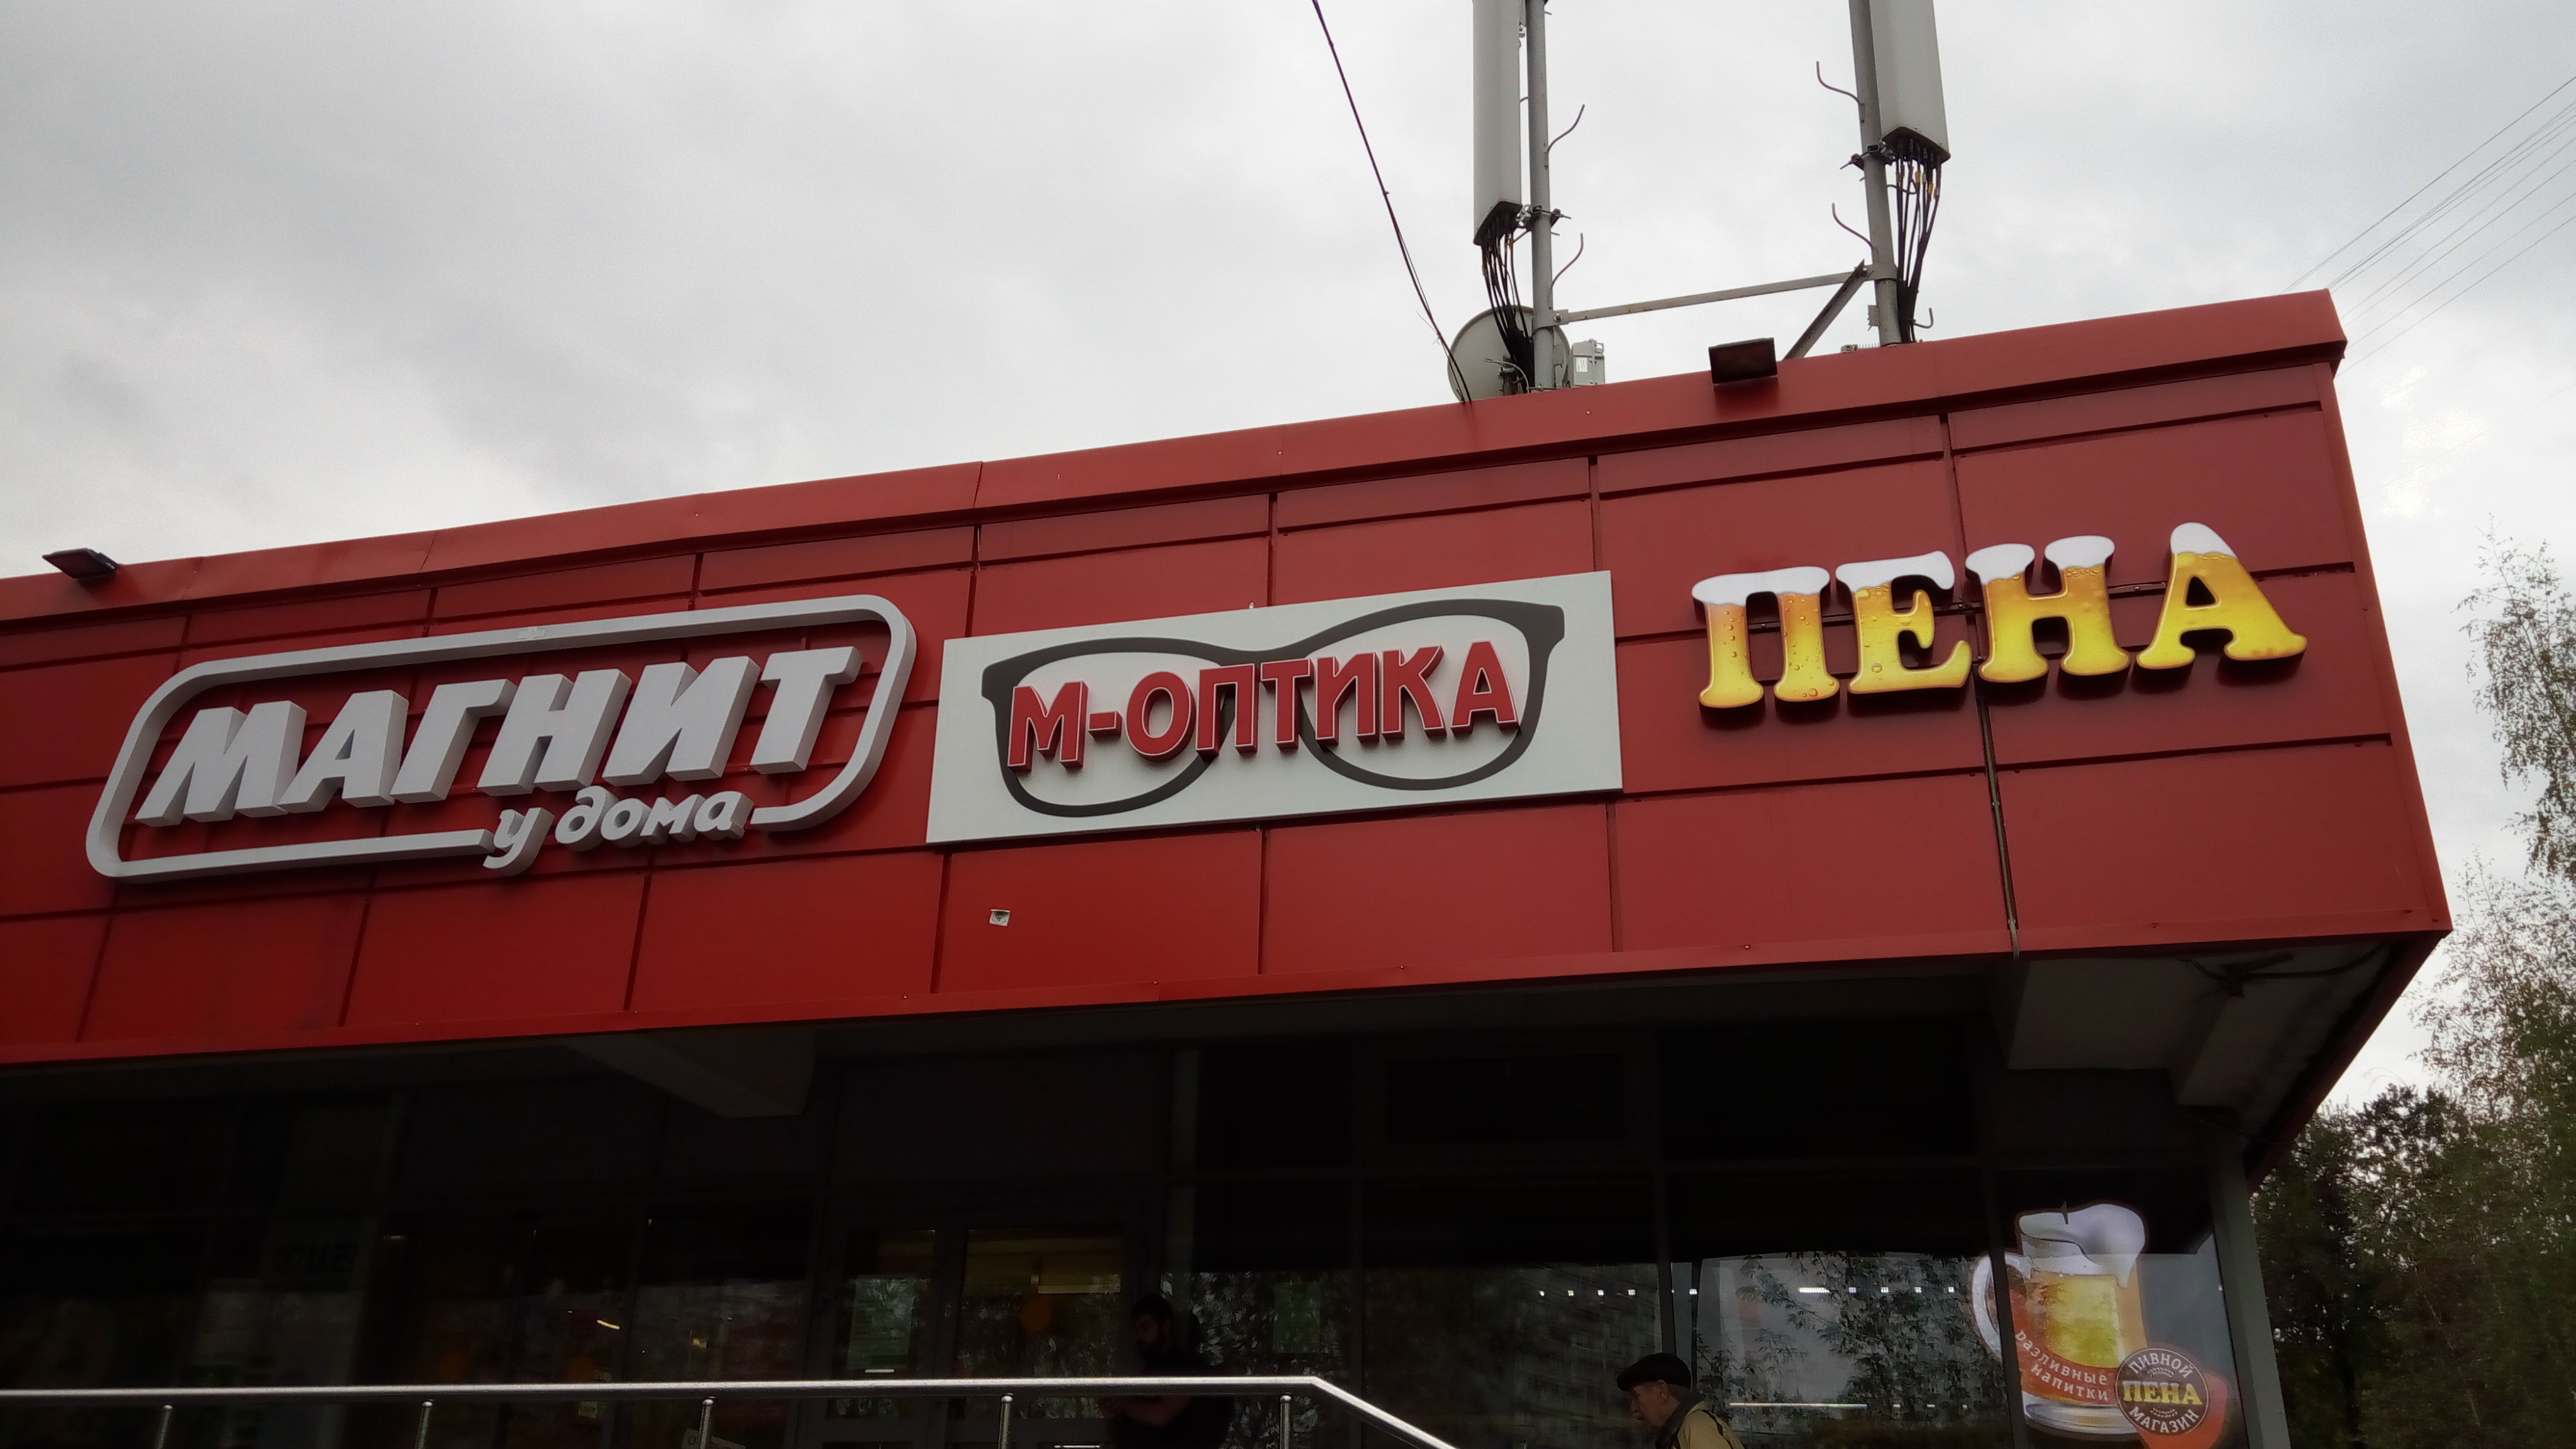 МАГНИТ
у дома
М-ОПТИКА
ПЕНА
разливные
напитки
ПИВНОЙ
ПЕНА
МАГАЗИН